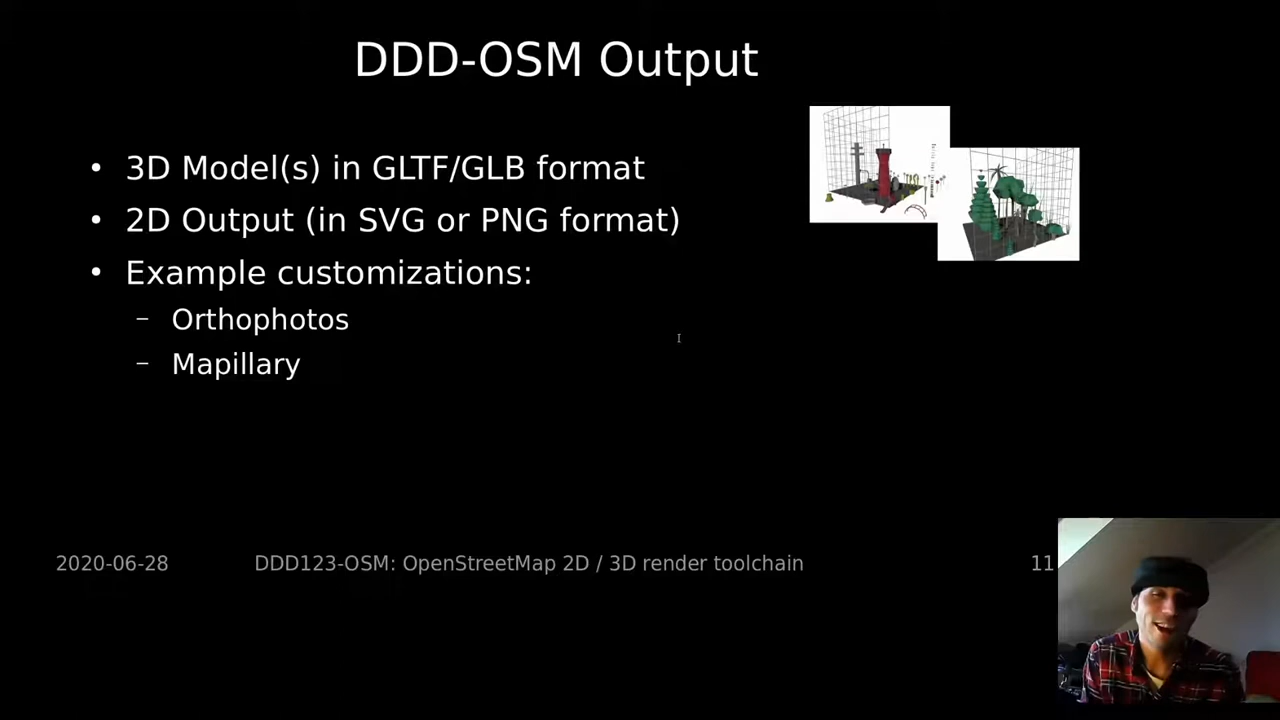 DDD-OSM Output
• 3D Model(s) in GLTF/GLB format
• 2D Output (in SVG or PNG format)
• Example customizations:
– Orthophotos
– Mapillary
2020-06-28 DDD123-OSM: OpenStreetMap 2D / 3D render toolchain 11